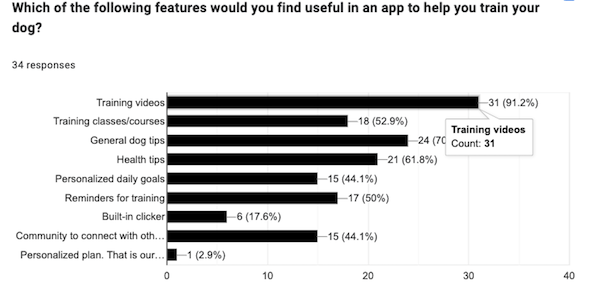 Which of the following features would you find useful in an app to help you train your
dog?
34 responses
Training videos 31 (91.2%)
Training classes/courses 18 (52.9%)
General dog tips 24 (70
Health tips 21 (61.8%)
Personalized daily goals 15 (44.1%)
Reminders for training 17 (50%)
Built-in clicker 6 (17.6%)
Community to connect with oth... 15 (44.1%)
Personalized plan. That is our... 1 (2.9%)
Training videos
Count: 31
0 10 20 30 40